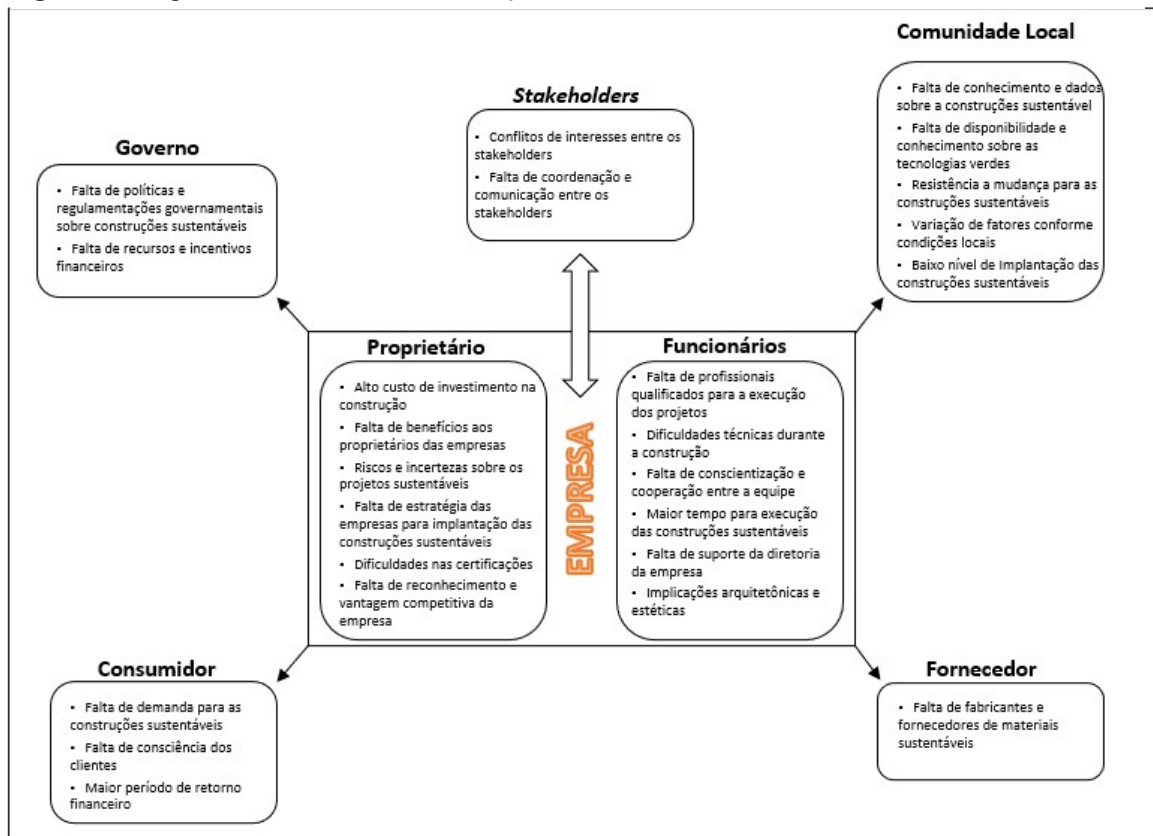 Comunidade Local
▪ Falta de conhecimento e dados
sobre a construções sustentável
▪ Falta de disponibilidade e
conhecimento sobre as
tecnologias verdes
▪ Resistência a mudança para as
construções sustentáveis
▪ Variação de fatores conforme
condições locais
▪ Baixo nível de Implantação das
construções sustentáveis
Stakeholders
▪ Conflitos de interesses entre os
stakeholders
▪ Falta de coordenação e
comunicação entre os
stakeholders
Governo
▪ Falta de políticas e
regulamentações governamentais
sobre construções sustentáveis
▪ Falta de recursos e incentivos
financeiros
Proprietário
▪ Alto custo de investimento na
construção
▪ Falta de benefícios aos
proprietários das empresas
▪ Riscos e incertezas sobre os
projetos sustentáveis
▪ Falta de estratégia das
empresas para implantação das
construções sustentáveis
▪ Dificuldades nas certificações
▪ Falta de reconhecimento e
vantagem competitiva da
empresa
EMPRESA
Funcionários
▪ Falta de profissionais
qualificados para a execução
dos projetos
▪ Dificuldades técnicas durante
a construção
▪ Falta de conscientização e
cooperação entre a equipe
▪ Maior tempo para execução
das construções sustentáveis
▪ Falta de suporte da diretoria
da empresa
▪ Implicações arquitetônicas e
estéticas
Consumidor
▪ Falta de demanda para as
construções sustentáveis
▪ Falta de consciência dos
clientes
▪ Maior período de retorno
financeiro
Fornecedor
▪ Falta de fabricantes e
fornecedores de materiais
sustentáveis